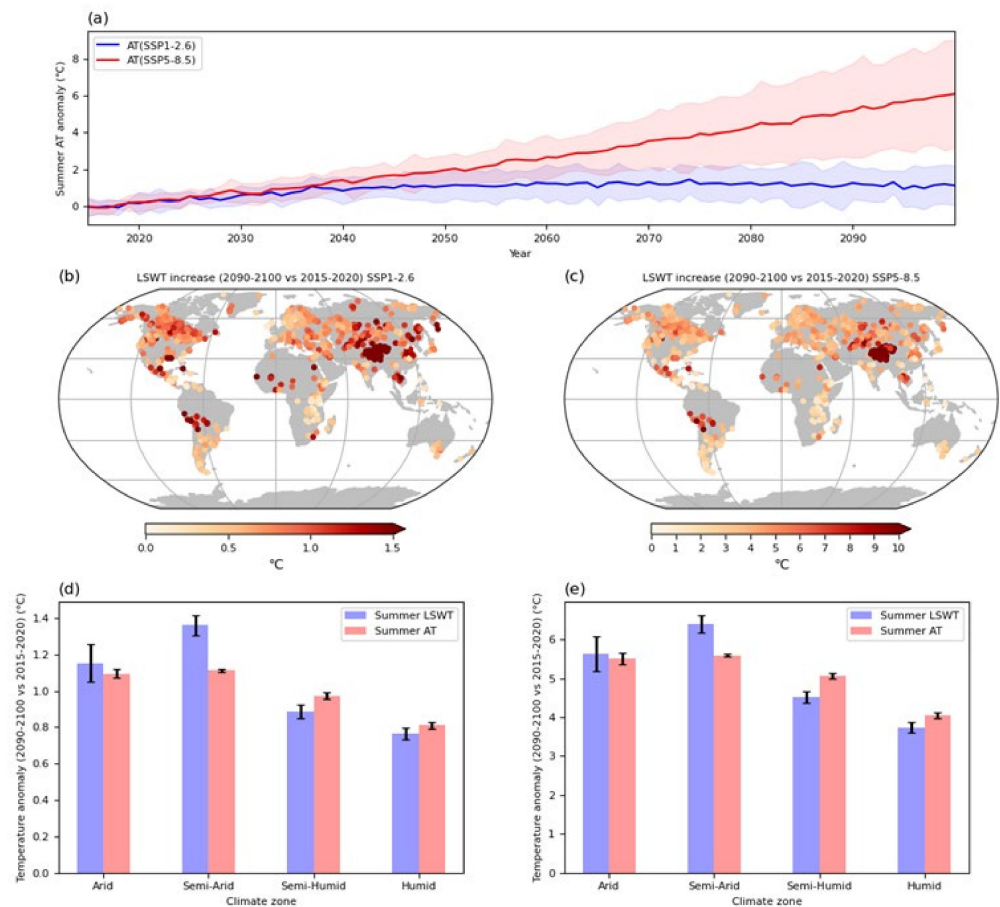 (a)
AT(SSP1-2.6)
AT(SSP5-8.5)
Summer AT anomaly (°C)
8
6
4
2
0
2020 2030 2040 2050 2060 2070 2080 2090
Year
(b)
LSWT increase (2090-2100 vs 2015-2020) SSP1-2.6
0.0 0.5 1.0 1.5
°C
(c)
LSWT increase (2090-2100 vs 2015-2020) SSP5-8.5
0 1 2 3 4 5 6 7 8 9 10
°C
(d)
Summer LSWT
Summer AT
Temperature anomaly (2090-2100 vs 2015-2020) (°C)
1.4
1.2
1.0
0.8
0.6
0.4
0.2
0.0
Arid Semi-Arid Semi-Humid Humid
Climate zone
(e)
Summer LSWT
Summer AT
Temperature anomaly (2090-2100 vs 2015-2020) (°C)
6
5
4
3
2
1
0
Arid Semi-Arid Semi-Humid Humid
Climate zone